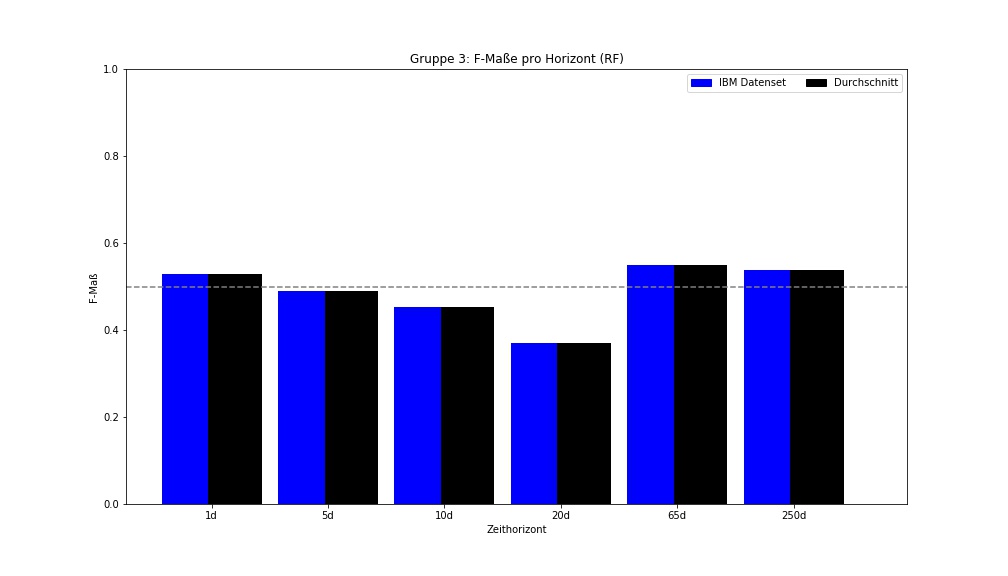 Gruppe 3: F-Maße pro Horizont (RF)
IBM Datenset
Durchschnitt
1.0
0.8
0.6
0.4
0.2
0.0
F-Maß
1d
5d
10d
20d
65d
250d
Zeithorizont